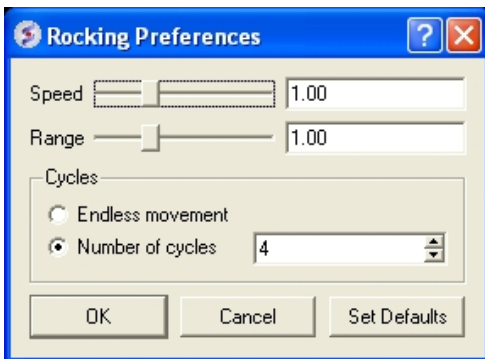 Rocking Preferences
Speed 1.00
Range 1.00
Cycles
Endless movement
Number of cycles 4
OK Cancel Set Defaults